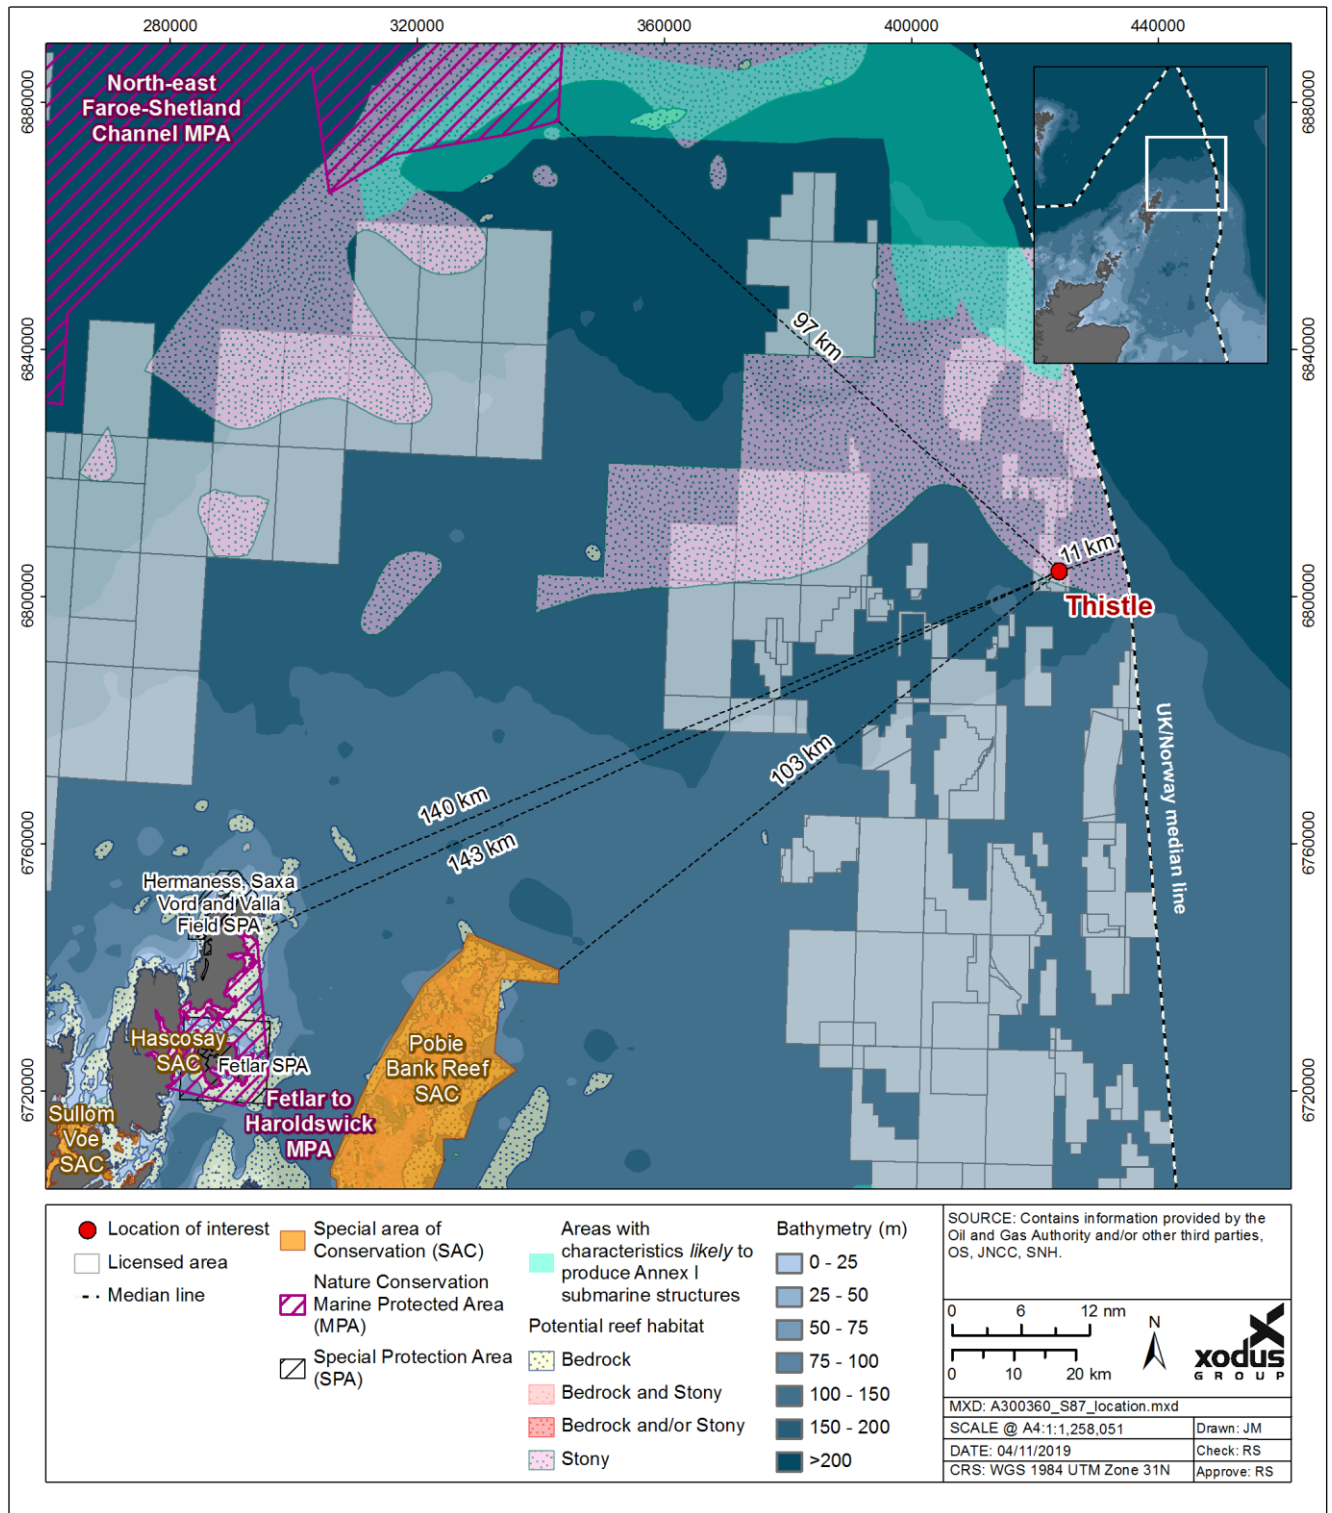 280000
320000
360000
400000
440000
North-east
Faroe-Shetland
Channel MPA
6880000
6880000
97 km
6840000
6840000
11 km
6800000
6800000
Thistle
UK/Norway median line
103 km
140 km
143 km
6760000
6760000
Hermaness, Saxa
Vord and Valla
Field SPA
Hascosay
SAC
Fetlar SPA
Pobie
Bank Reef
SAC
Fetlar to
Haroldswick
MPA
Sullom
Voe
SAC
6720000
6720000
Location of interest
Licensed area
Median line
Special area of
Conservation (SAC)
Nature Conservation
Marine Protected Area
(MPA)
Special Protection Area
(SPA)
Areas with
characteristics likely to
produce Annex I
submarine structures
Potential reef habitat
Bedrock
Bedrock and Stony
Bedrock and/or Stony
Stony
Bathymetry (m)
0 - 25
25 - 50
50 - 75
75 - 100
100 - 150
150 - 200
>200
SOURCE: Contains information provided by the
Oil and Gas Authority and/or other third parties,
OS, JNCC, SNH.
0 6 12 nm
0 10 20 km
N
xodus
GROUP
MXD: A300360_S87_location.mxd
SCALE @ A4:1:1,258,051
Drawn: JM
DATE: 04/11/2019
Check: RS
CRS: WGS 1984 UTM Zone 31N
Approve: RS